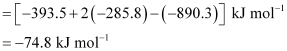 = [−393.5 + 2(−285.8) − (−890.3)] kJ mol⁻¹
= −74.8 kJ mol⁻¹